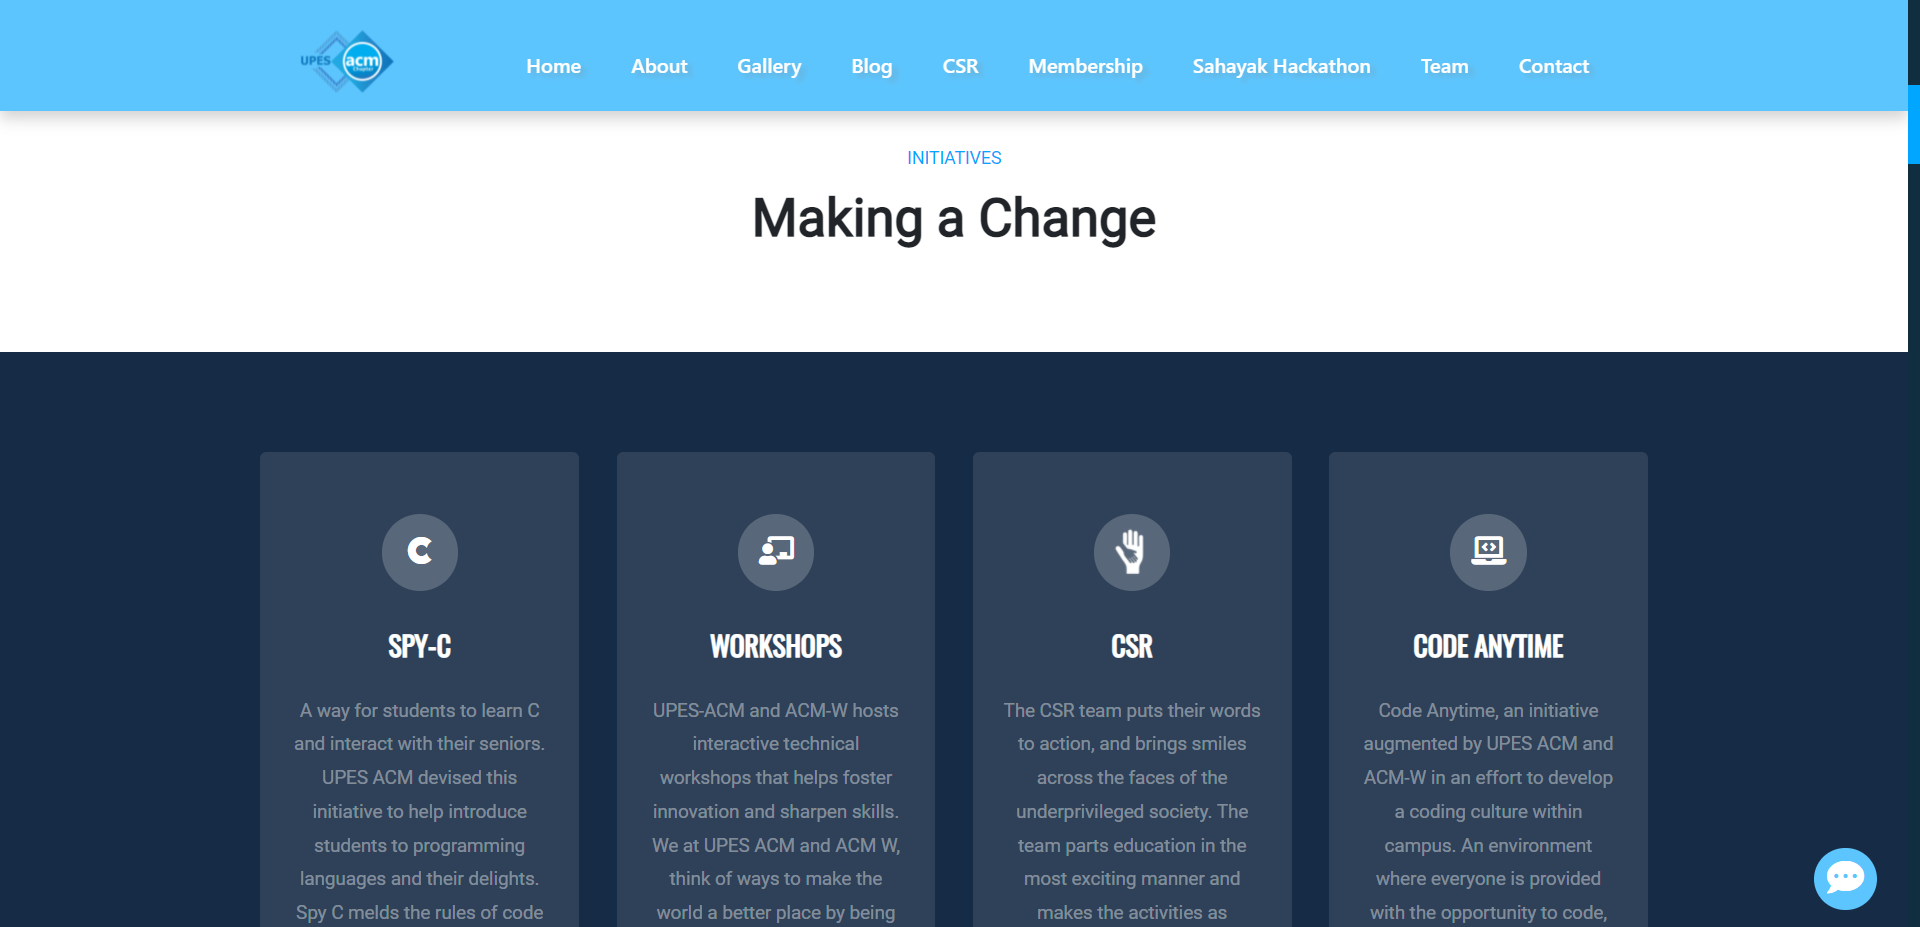 UPES acm
Chapter
Home About Gallery Blog CSR Membership Sahayak Hackathon Team Contact
INITIATIVES
Making a Change
SPY-C
A way for students to learn C
and interact with their seniors.
UPES ACM devised this
initiative to help introduce
students to programming
languages and their delights.
Spy C melds the rules of code
WORKSHOPS
UPES-ACM and ACM-W hosts
interactive technical
workshops that helps foster
innovation and sharpen skills.
We at UPES ACM and ACM W,
think of ways to make the
world a better place by being
CSR
The CSR team puts their words
to action, and brings smiles
across the faces of the
underprivileged society. The
team parts education in the
most exciting manner and
makes the activities as
CODE ANYTIME
Code Anytime, an initiative
augmented by UPES ACM and
ACM-W in an effort to develop
a coding culture within
campus. An environment
where everyone is provided
with the opportunity to code,